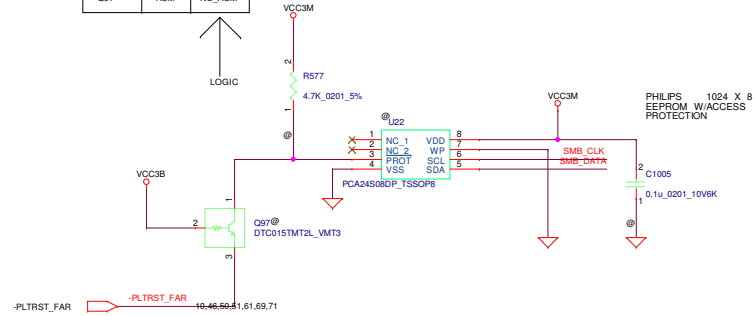 VCC3M
LOGIC
2
R577
4.7K_0201_5%
1
@
VCC3M
PHILIPS 1024 X 8
EEPROM W/ACCESS
PROTECTION
@
U22
1 NC_1 VDD 8
2 NC_2 WP 7
3 PROT SCL 6 SMB_CLK
4 VSS SDA 5 SMB_DATA
PCA24S08DP_TSSOP8
2
C1005
0.1u_0201_10V6K
1
@
VCC3B
1
2
Q97@
DTC015TMT2L_VMT3
3
-PLTRST_FAR
-PLTRST_FAR
10,46,50,51,61,69,71